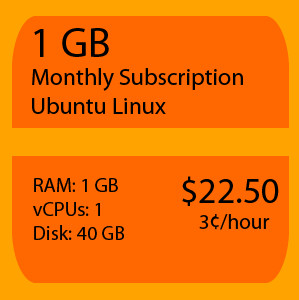 1 GB
Monthly Subscription
Ubuntu Linux
RAM: 1 GB
vCPUs: 1
Disk: 40 GB
$22.50
3¢/hour